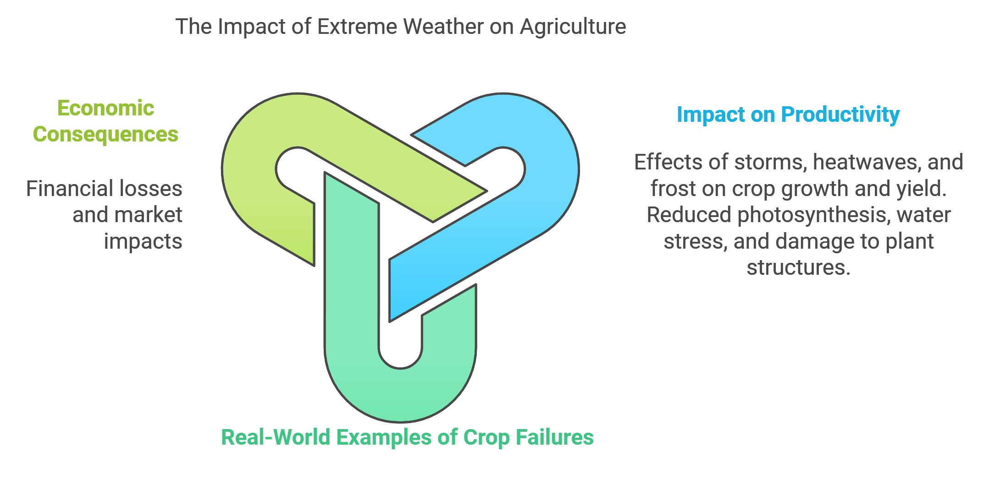 The Impact of Extreme Weather on Agriculture
Economic
Consequences
Financial losses
and market
impacts
Impact on Productivity
Effects of storms, heatwaves, and
frost on crop growth and yield.
Reduced photosynthesis, water
stress, and damage to plant
structures.
Real-World Examples of Crop Failures